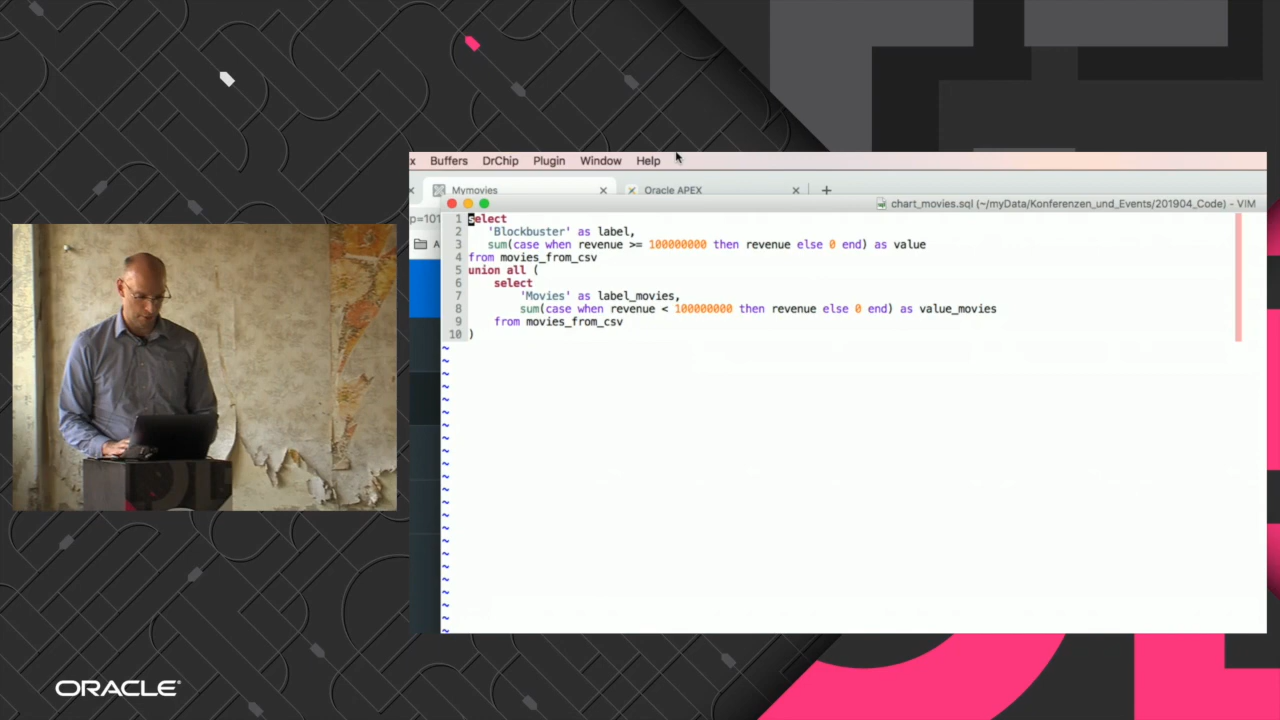 x Buffers DrChip Plugin Window Help
Mymovies Oracle APEX
chart_movies.sql (~/myData/Konferenzen_und_Events/201904_Code) - VIM
p=101
A
1 select
2 'Blockbuster' as label,
3 sum(case when revenue >= 100000000 then revenue else 0 end) as value
4 from movies_from_csv
5 union all (
6 select
7 'Movies' as label_movies,
8 sum(case when revenue < 100000000 then revenue else 0 end) as value_movies
9 from movies_from_csv
10 )
ORACLE